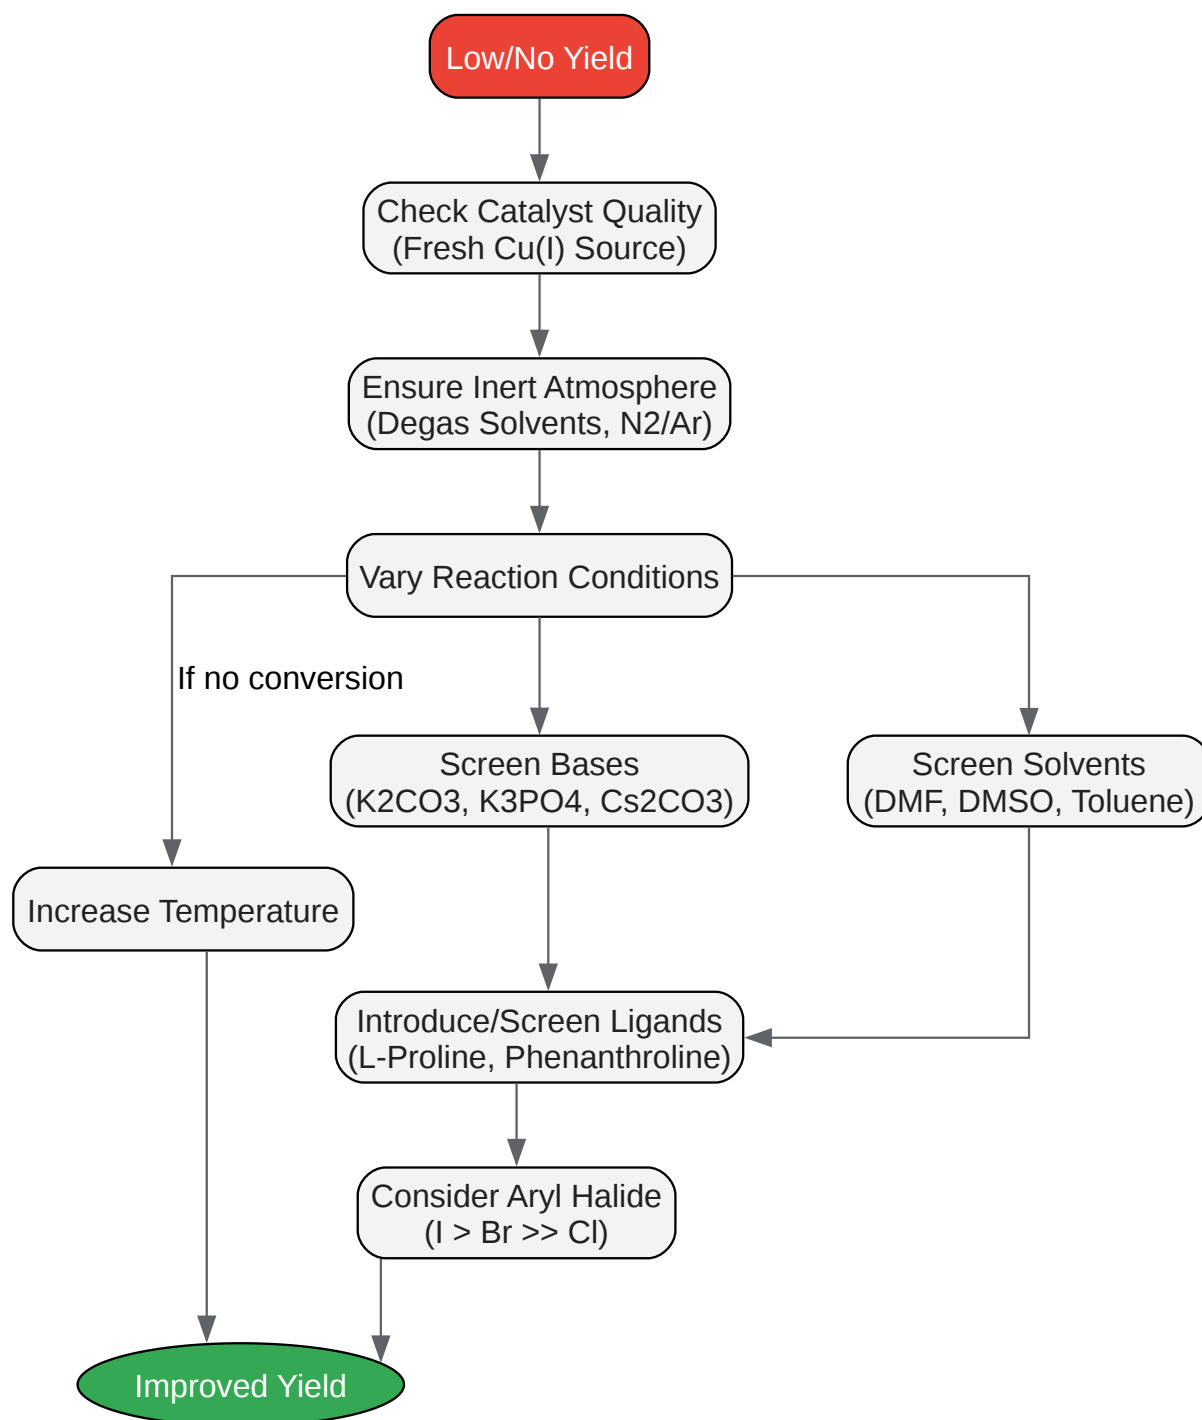 Low/No Yield
Check Catalyst Quality
(Fresh Cu(I) Source)
Ensure Inert Atmosphere
(Degas Solvents, N2/Ar)
Vary Reaction Conditions
If no conversion
Screen Bases
(K2CO3, K3PO4, Cs2CO3)
Screen Solvents
(DMF, DMSO, Toluene)
Increase Temperature
Introduce/Screen Ligands
(L-Proline, Phenanthroline)
Consider Aryl Halide
(I > Br >> Cl)
Improved Yield